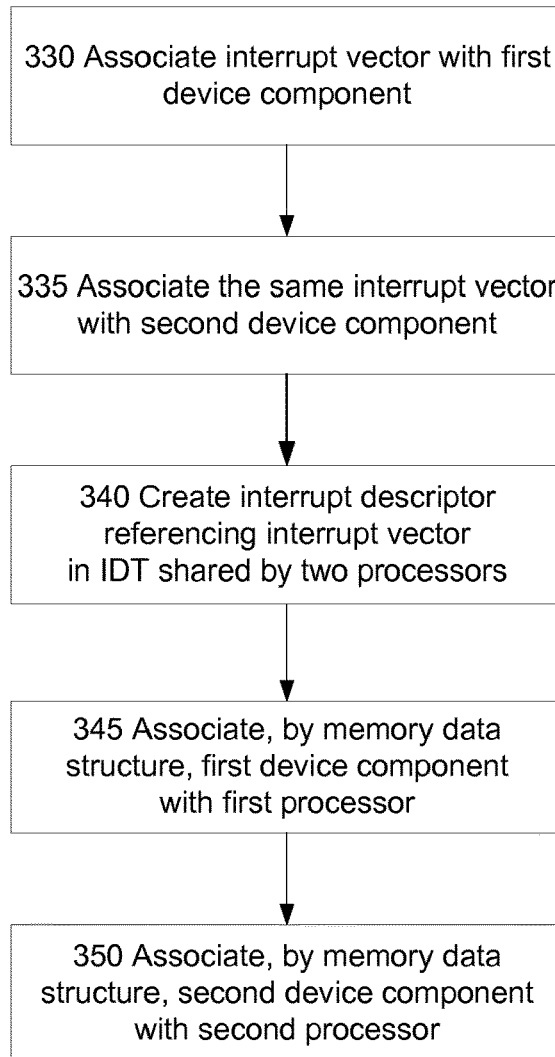 330 Associate interrupt vector with first
device component
335 Associate the same interrupt vector
with second device component
340 Create interrupt descriptor
referencing interrupt vector
in IDT shared by two processors
345 Associate, by memory data
structure, first device component
with first processor
350 Associate, by memory data
structure, second device component
with second processor